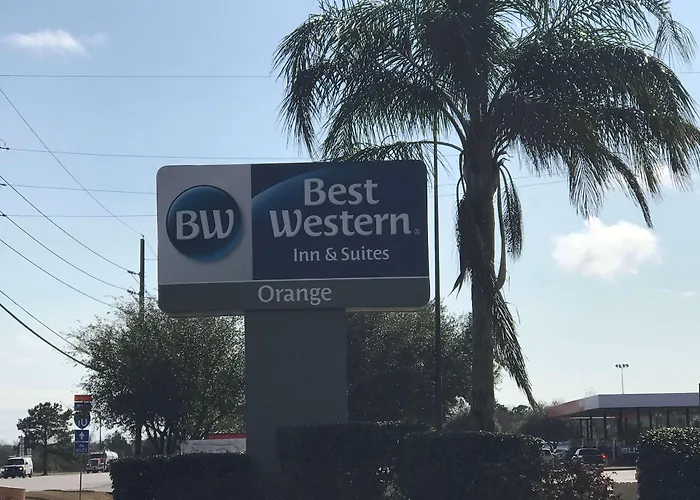 BW
Best
Western®
Inn & Suites
Orange